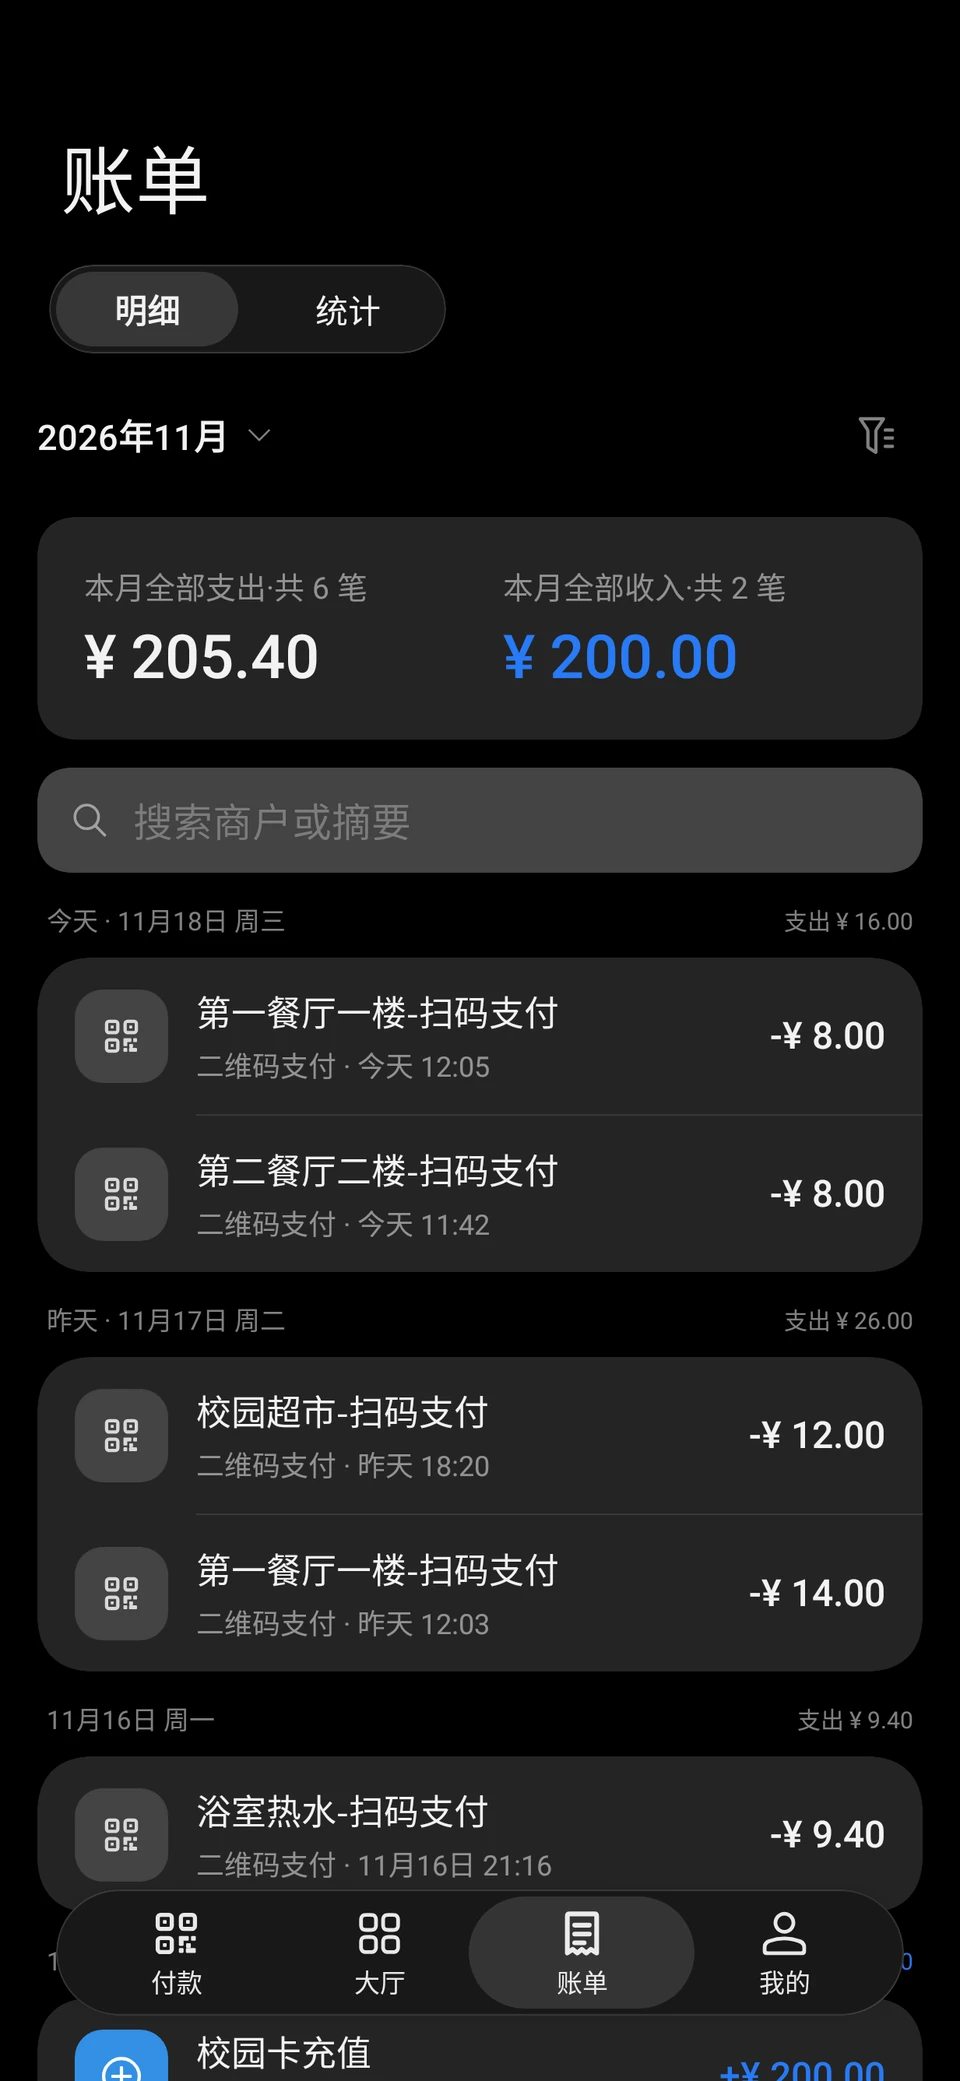 账单
明细 统计
2026年11月
本月全部支出·共 6 笔 本月全部收入·共 2 笔
¥ 205.40 ¥ 200.00
搜索商户或摘要
今天 · 11月18日 周三 支出 ¥ 16.00
第一餐厅一楼-扫码支付
二维码支付 · 今天 12:05
-¥ 8.00
第二餐厅二楼-扫码支付
二维码支付 · 今天 11:42
-¥ 8.00
昨天 · 11月17日 周二 支出 ¥ 26.00
校园超市-扫码支付
二维码支付 · 昨天 18:20
-¥ 12.00
第一餐厅一楼-扫码支付
二维码支付 · 昨天 12:03
-¥ 14.00
11月16日 周一 支出 ¥ 9.40
浴室热水-扫码支付
二维码支付 · 11月16日 21:16
-¥ 9.40
付款 大厅 账单 我的
校园卡充值
+¥ 200.00